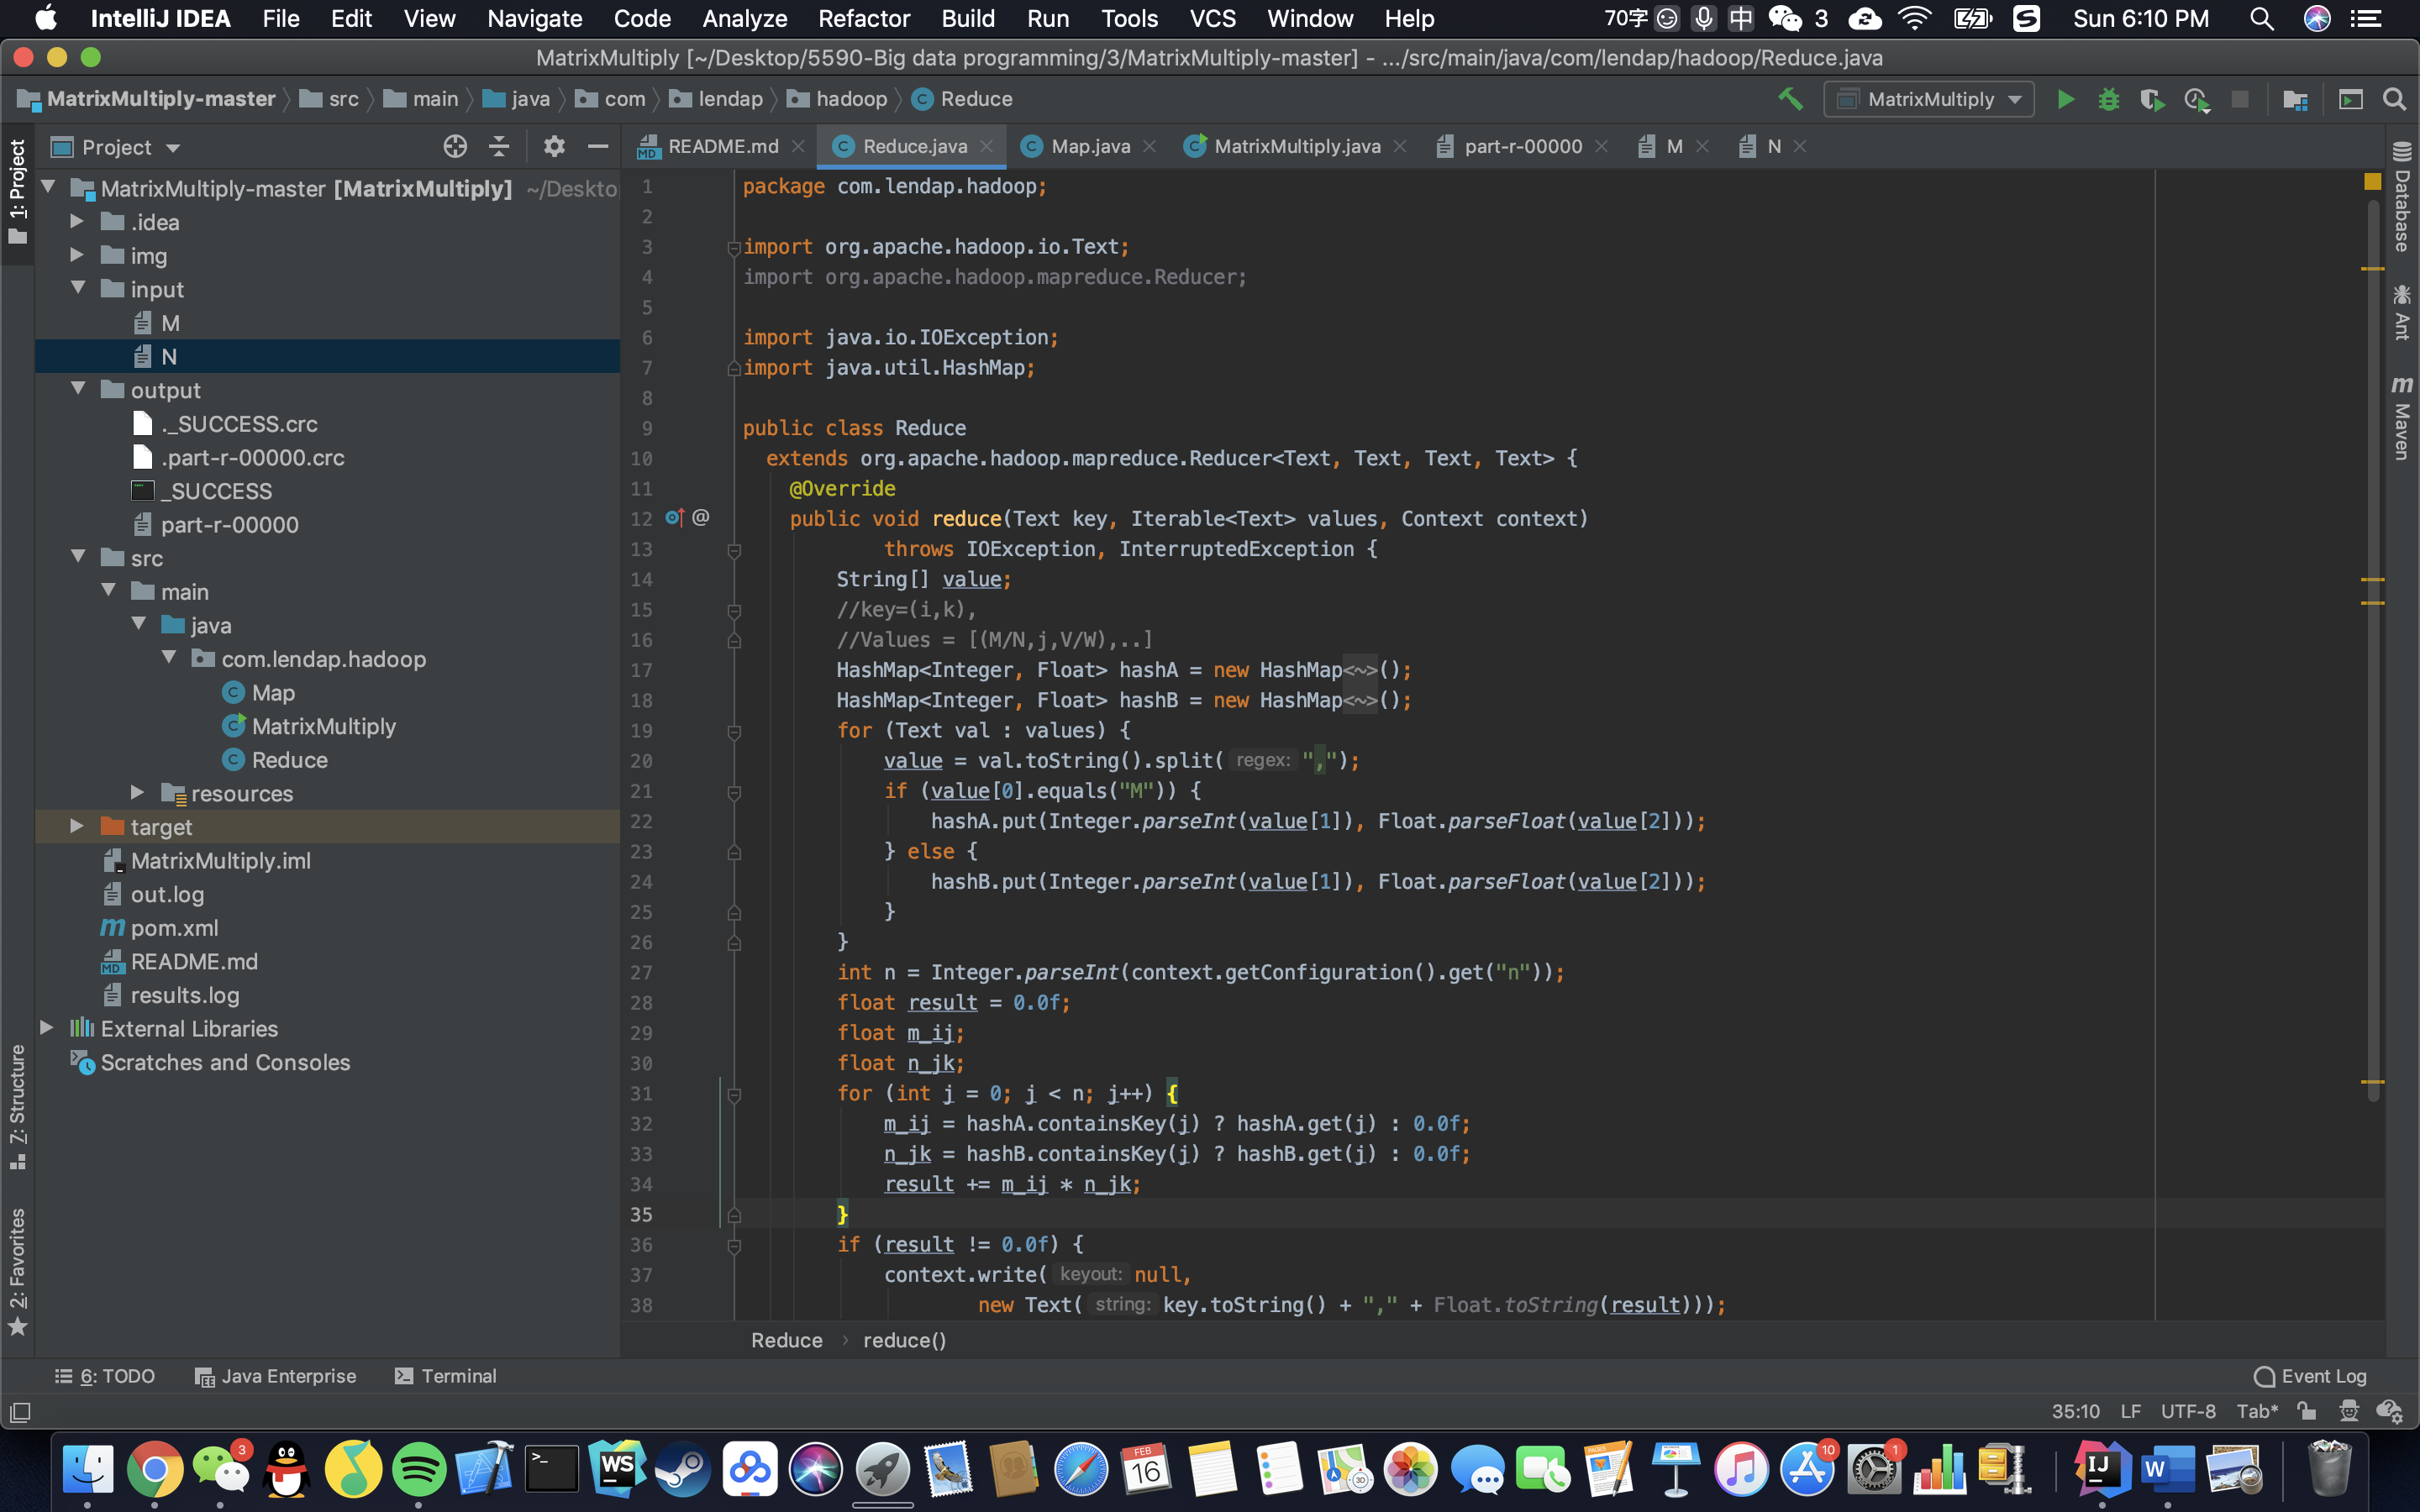 IntelliJ IDEA File Edit View Navigate Code Analyze Refactor Build Run Tools VCS Window Help 70字 中 3 Sun 6:10 PM
MatrixMultiply [~/Desktop/5590-Big data programming/3/MatrixMultiply-master] - .../src/main/java/com/lendap/hadoop/Reduce.java
MatrixMultiply-master src main java com lendap hadoop Reduce MatrixMultiply
Project
README.md Reduce.java Map.java MatrixMultiply.java part-r-00000 M N
1: Project
7: Structure
2: Favorites
MatrixMultiply-master [MatrixMultiply] ~/Deskto
.idea
img
input
M
N
output
._SUCCESS.crc
.part-r-00000.crc
_SUCCESS
part-r-00000
src
main
java
com.lendap.hadoop
Map
MatrixMultiply
Reduce
resources
target
MatrixMultiply.iml
out.log
pom.xml
README.md
results.log
External Libraries
Scratches and Consoles
1 package com.lendap.hadoop;
2
3 import org.apache.hadoop.io.Text;
4 import org.apache.hadoop.mapreduce.Reducer;
5
6 import java.io.IOException;
7 import java.util.HashMap;
8
9 public class Reduce
10 extends org.apache.hadoop.mapreduce.Reducer<Text, Text, Text, Text> {
11 @Override
12 @ public void reduce(Text key, Iterable<Text> values, Context context)
13 throws IOException, InterruptedException {
14 String[] value;
15 //key=(i,k),
16 //Values = [(M/N,j,V/W),..]
17 HashMap<Integer, Float> hashA = new HashMap<~>();
18 HashMap<Integer, Float> hashB = new HashMap<~>();
19 for (Text val : values) {
20 value = val.toString().split( regex: ",");
21 if (value[0].equals("M")) {
22 hashA.put(Integer.parseInt(value[1]), Float.parseFloat(value[2]));
23 } else {
24 hashB.put(Integer.parseInt(value[1]), Float.parseFloat(value[2]));
25 }
26 }
27 int n = Integer.parseInt(context.getConfiguration().get("n"));
28 float result = 0.0f;
29 float m_ij;
30 float n_jk;
31 for (int j = 0; j < n; j++) {
32 m_ij = hashA.containsKey(j) ? hashA.get(j) : 0.0f;
33 n_jk = hashB.containsKey(j) ? hashB.get(j) : 0.0f;
34 result += m_ij * n_jk;
35 }
36 if (result != 0.0f) {
37 context.write( keyout: null,
38 new Text( string: key.toString() + "," + Float.toString(result)));
Reduce reduce()
Database
Ant
m Maven
6: TODO Java Enterprise Terminal Event Log
35:10 LF UTF-8 Tab*
3 WS FEB 16 PAGES 3D 10 1 IJ W